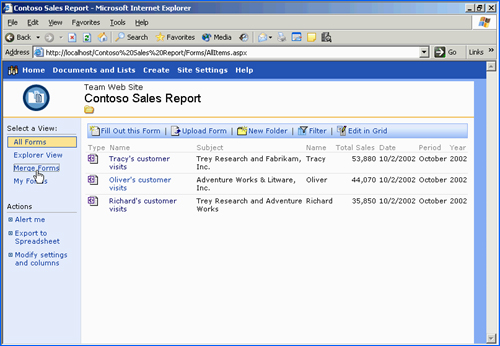 Contoso Sales Report - Microsoft Internet Explorer
File Edit View Favorites Tools Help
Back Search Favorites Media
Address http://localhost/Contoso%20Sales%20Report/Forms/AllItems.aspx Go Links »
Home Documents and Lists Create Site Settings Help
Team Web Site
Contoso Sales Report
Select a View:
All Forms
Explorer View
Merge Forms
My Forms
Actions
Alert me
Export to
Spreadsheet
Modify settings
and columns
Fill Out this Form | Upload Form | New Folder | Filter | Edit in Grid
Type Name Subject Name Total Sales Date Period Year
Tracy's customer Trey Research and Fabrikam, Tracy 53,880 10/2/2002 October 2002
visits Inc.
Oliver's customer Adventure Works & Litware, Oliver 44,070 10/2/2002 October 2002
visits Inc.
Richard's customer Trey Research and Adventure Richard 35,850 10/2/2002 October 2002
visits Works